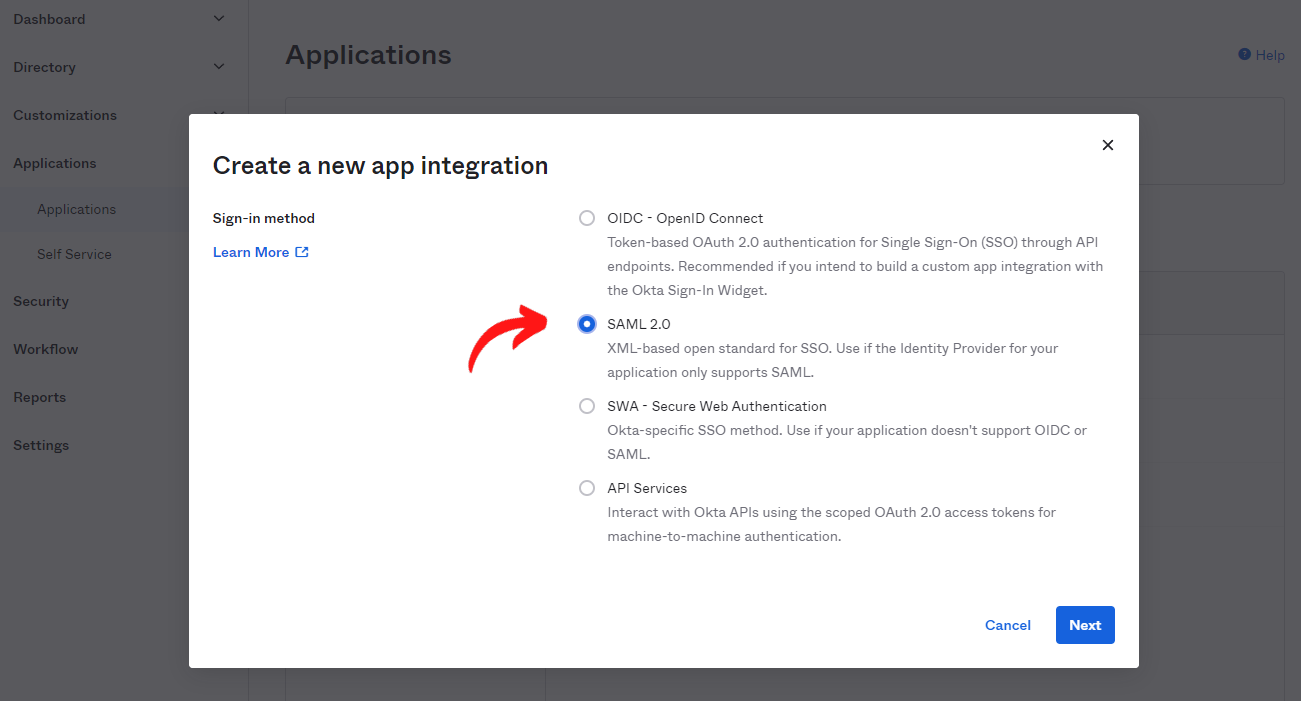 Dashboard
Directory
Customizations
Applications
Applications
Self Service
Security
Workflow
Reports
Settings
Applications
? Help
Create a new app integration
Sign-in method
Learn More
OIDC - OpenID Connect
Token-based OAuth 2.0 authentication for Single Sign-On (SSO) through API
endpoints. Recommended if you intend to build a custom app integration with
the Okta Sign-In Widget.
SAML 2.0
XML-based open standard for SSO. Use if the Identity Provider for your
application only supports SAML.
SWA - Secure Web Authentication
Okta-specific SSO method. Use if your application doesn't support OIDC or
SAML.
API Services
Interact with Okta APIs using the scoped OAuth 2.0 access tokens for
machine-to-machine authentication.
Cancel
Next